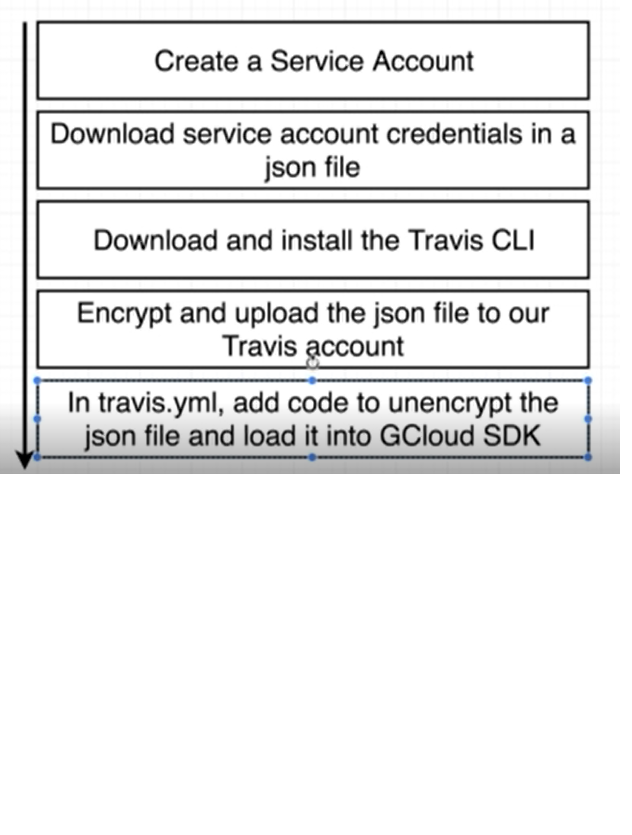 Create a Service Account
Download service account credentials in a
json file
Download and install the Travis CLI
Encrypt and upload the json file to our
Travis account
In travis.yml, add code to unencrypt the
json file and load it into GCloud SDK